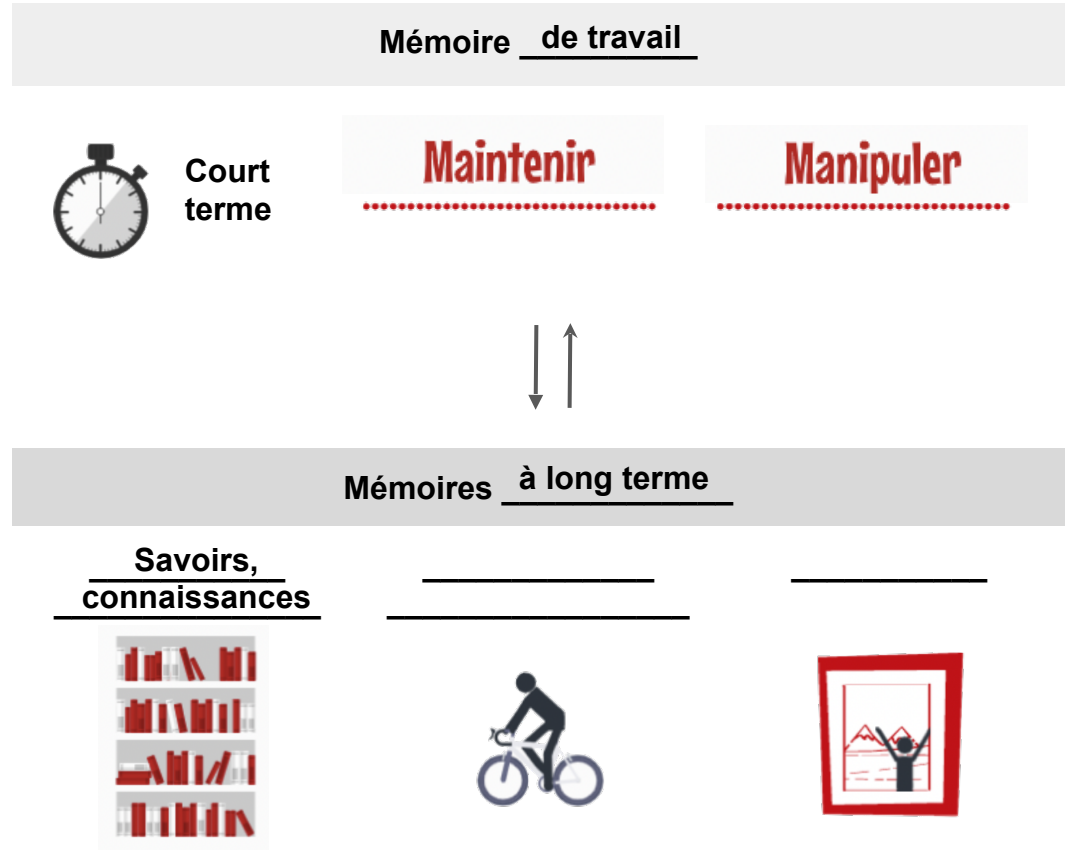 Mémoire de travail
Court
terme
Maintenir
Manipuler
Mémoires à long terme
Savoirs,
connaissances